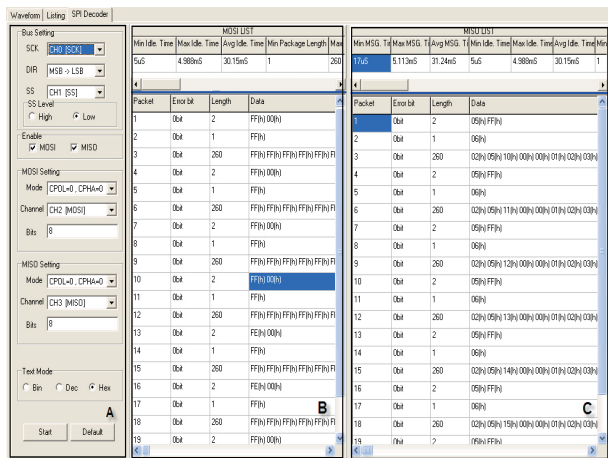 Waveform Listing SPI Decoder
Bus Setting
SCK CH0 [SCK]
DIR MSB -> LSB
SS CH1 [SS]
SS Level
High Low
Enable
MOSI MISO
MOSI Setting
Mode CPOL=0 , CPHA=0
Channel CH2 [MOSI]
Bits 8
MISO Setting
Mode CPOL=0 , CPHA=0
Channel CH3 [MISO]
Bits 8
Text Mode
Bin Dec Hex
A
Start Default
MOSI LIST
Min Idle. Time Max Idle. Time Avg Idle. Time Min Package Length Max
5uS 4.988mS 30.15mS 1 260
Packet Error bit Length Data
1 0bit 2 FF(h) 00(h)
2 0bit 1 FF(h)
3 0bit 260 FF(h) FF(h) FF(h) FF(h) FF(h) FI
4 0bit 2 FF(h) 00(h)
5 0bit 1 FF(h)
6 0bit 260 FF(h) FF(h) FF(h) FF(h) FF(h) FI
7 0bit 2 FF(h) 00(h)
8 0bit 1 FF(h)
9 0bit 260 FF(h) FF(h) FF(h) FF(h) FF(h) FI
10 0bit 2 FF(h) 00(h)
11 0bit 1 FF(h)
12 0bit 260 FF(h) FF(h) FF(h) FF(h) FF(h) FI
13 0bit 2 FE(h) 00(h)
14 0bit 1 FF(h)
15 0bit 260 FF(h) FF(h) FF(h) FF(h) FF(h) FI
16 0bit 2 FE(h) 00(h)
17 0bit 1 FF(h)
B
18 0bit 260 FF(h) FF(h) FF(h) FF(h) FF(h) FI
19 0bit 2 FF(h) 00(h)
MISO LIST
Min MSG. Ti Max MSG. Ti Avg MSG. Ti Min Idle. Time Max Idle. Time Avg Idle. Time Min
17uS 5.113mS 31.24mS 5uS 4.988mS 30.15mS 1
Packet Error bit Length Data
1 0bit 2 05(h) FF(h)
2 0bit 1 06(h)
3 0bit 260 02(h) 05(h) 10(h) 00(h) 00(h) 01(h) 02(h) 03(h)
4 0bit 2 05(h) FF(h)
5 0bit 1 06(h)
6 0bit 260 02(h) 05(h) 11(h) 00(h) 00(h) 01(h) 02(h) 03(h)
7 0bit 2 05(h) FF(h)
8 0bit 1 06(h)
9 0bit 260 02(h) 05(h) 12(h) 00(h) 00(h) 01(h) 02(h) 03(h)
10 0bit 2 05(h) FF(h)
11 0bit 1 06(h)
12 0bit 260 02(h) 05(h) 13(h) 00(h) 00(h) 01(h) 02(h) 03(h)
13 0bit 2 05(h) FF(h)
14 0bit 1 06(h)
15 0bit 260 02(h) 05(h) 14(h) 00(h) 00(h) 01(h) 02(h) 03(h)
16 0bit 2 05(h) FF(h)
17 0bit 1 06(h)
C
18 0bit 260 02(h) 05(h) 15(h) 00(h) 00(h) 01(h) 02(h) 03(h)
19 0bit 2 05(h) FF(h)